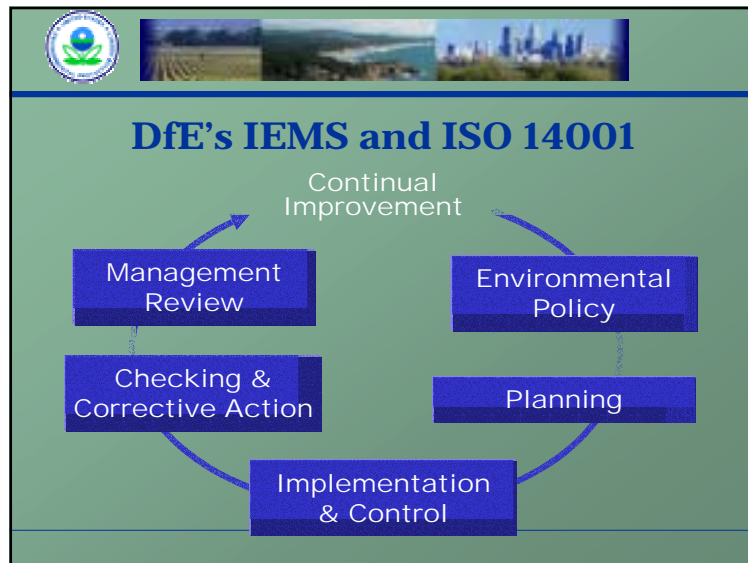 DfE's IEMS and ISO 14001
Continual
Improvement
Environmental
Policy
Planning
Implementation
& Control
Checking &
Corrective Action
Management
Review